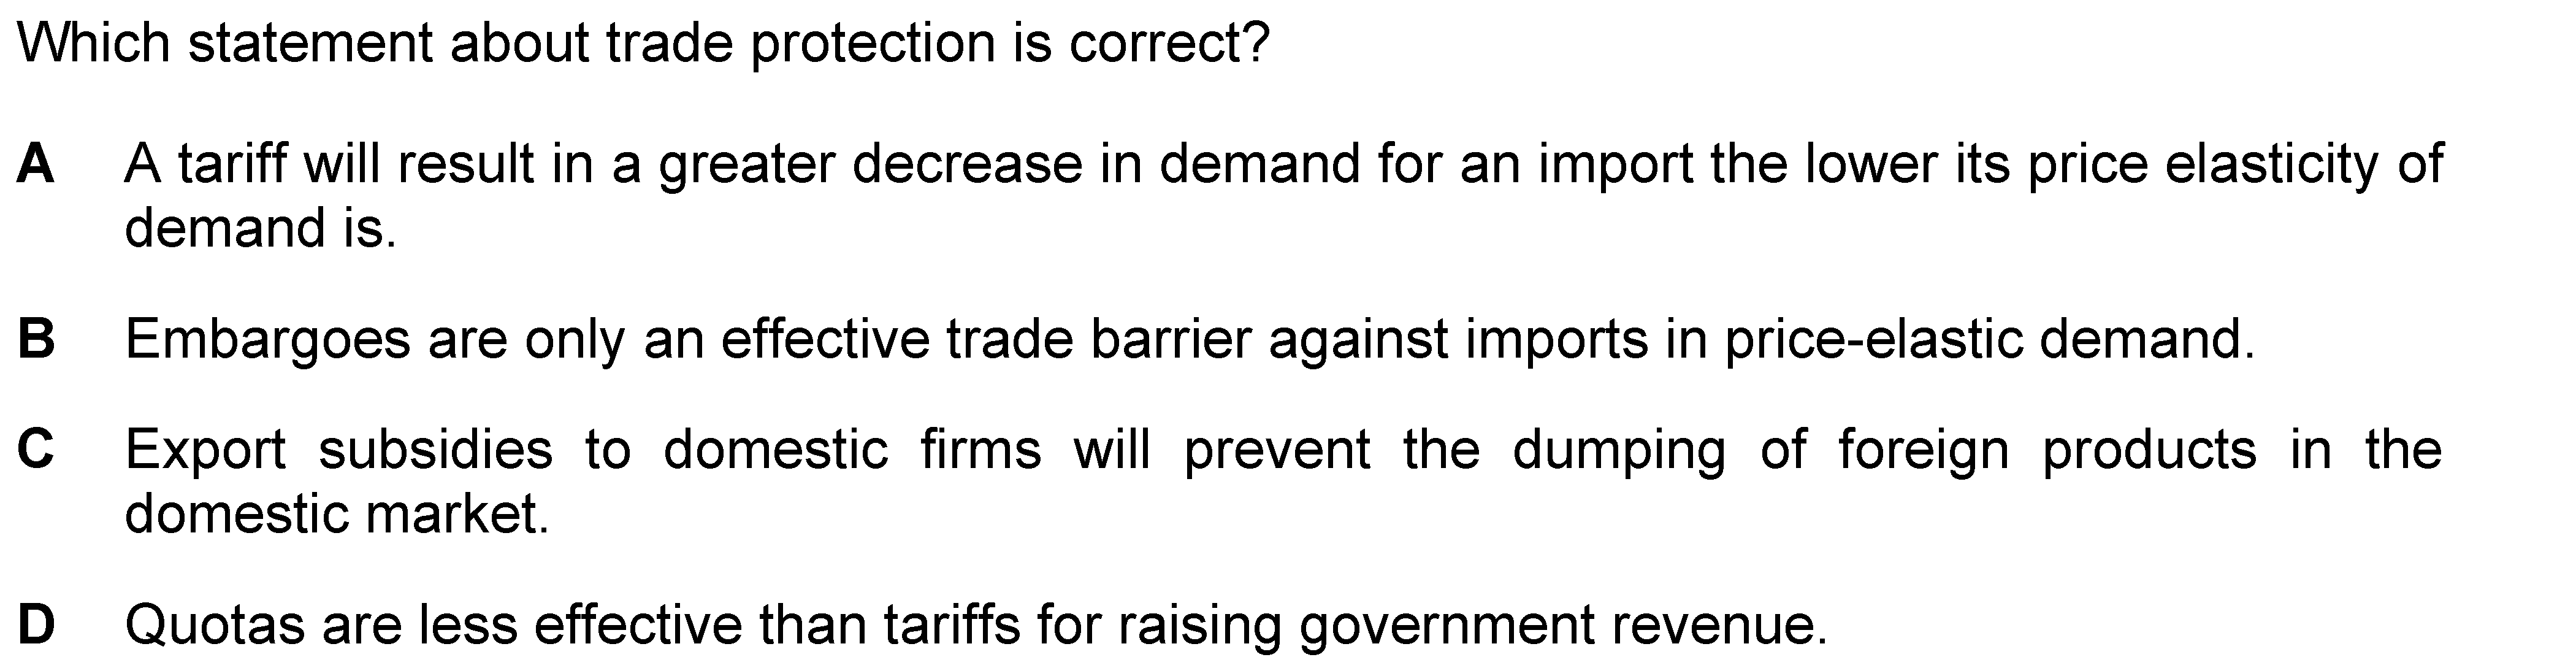 Which statement about trade protection is correct?
A A tariff will result in a greater decrease in demand for an import the lower its price elasticity of
demand is.
B Embargoes are only an effective trade barrier against imports in price-elastic demand.
C Export subsidies to domestic firms will prevent the dumping of foreign products in the
domestic market.
D Quotas are less effective than tariffs for raising government revenue.